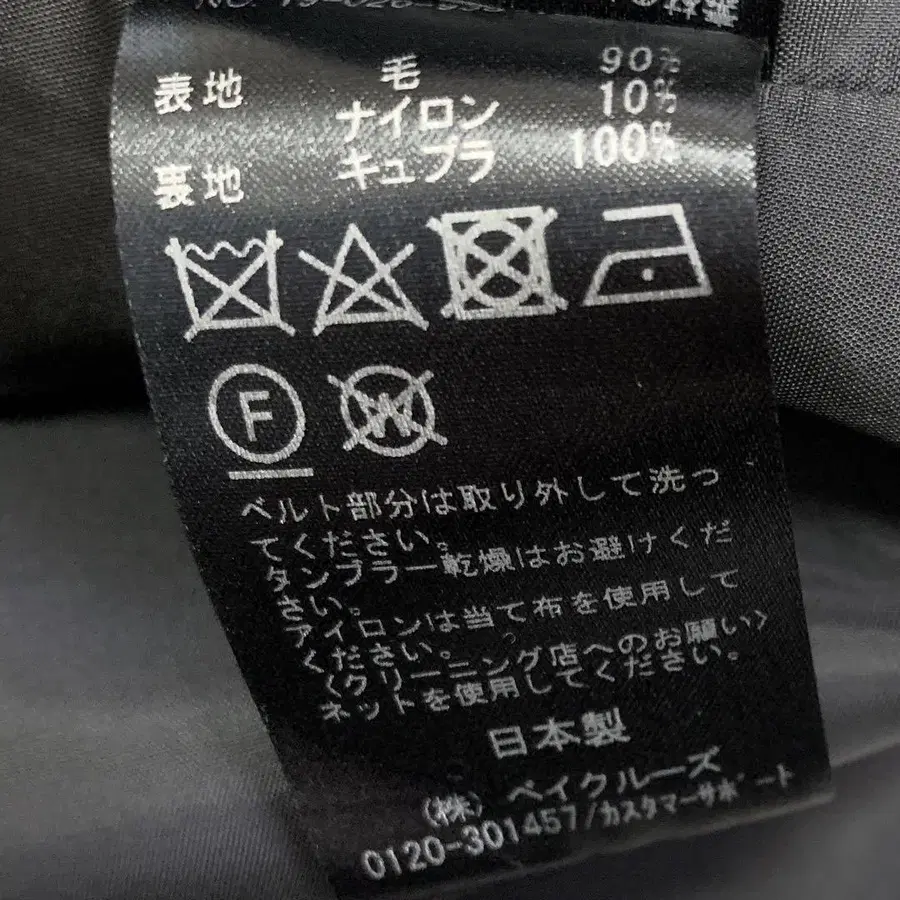 表地 毛 90%
ナイロン 10%
裏地 キュプラ 100%
F
W
ベルト部分は取り外して洗っ
てください。
タンブラー乾燥はお避けくだ
さい。
アイロンは当て布を使用して
ください。
〈クリーニング店へのお願い〉
ネットを使用してください。
日本製
(株) ベイクルーズ
0120-301457/カスタマーサポート